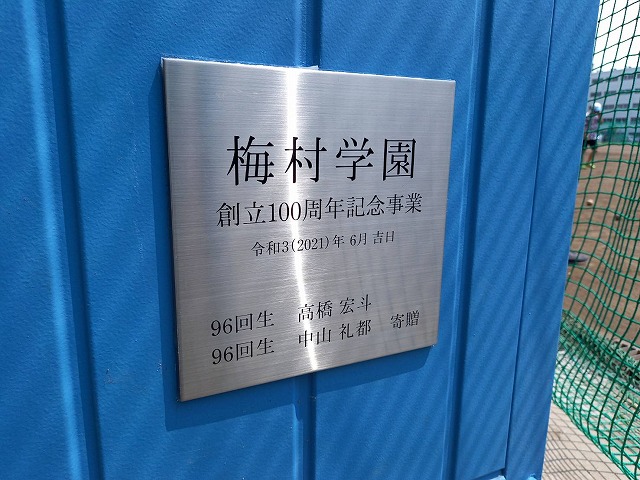 梅村学園
創立100周年記念事業
令和3(2021)年 6月 吉日
96回生 高橋 宏斗
96回生 中山 礼都 寄贈